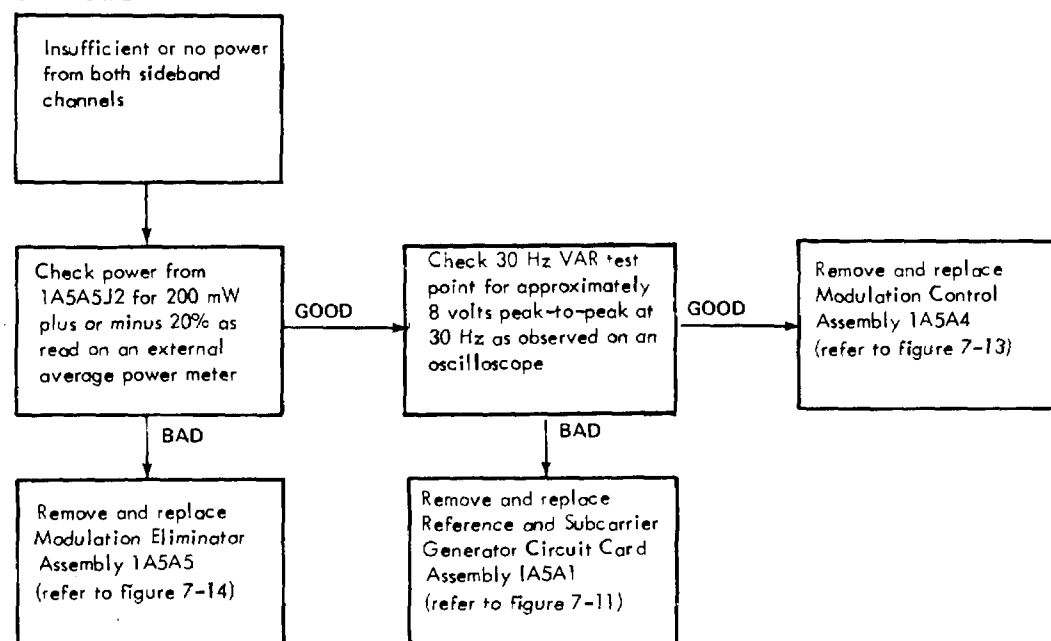 Insufficient or no power
from both sideband
channels
Check power from
1A5A5J2 for 200 mW
plus or minus 20% as
read on an external
average power meter
GOOD
Check 30 Hz VAR test
point for approximately
8 volts peak-to-peak at
30 Hz as observed on an
oscilloscope
GOOD
Remove and replace
Modulation Control
Assembly 1A5A4
(refer to figure 7-13)
BAD
BAD
Remove and replace
Modulation Eliminator
Assembly 1A5A5
(refer to figure 7-14)
Remove and replace
Reference and Subcarrier
Generator Circuit Card
Assembly 1A5A1
(refer to figure 7-11)